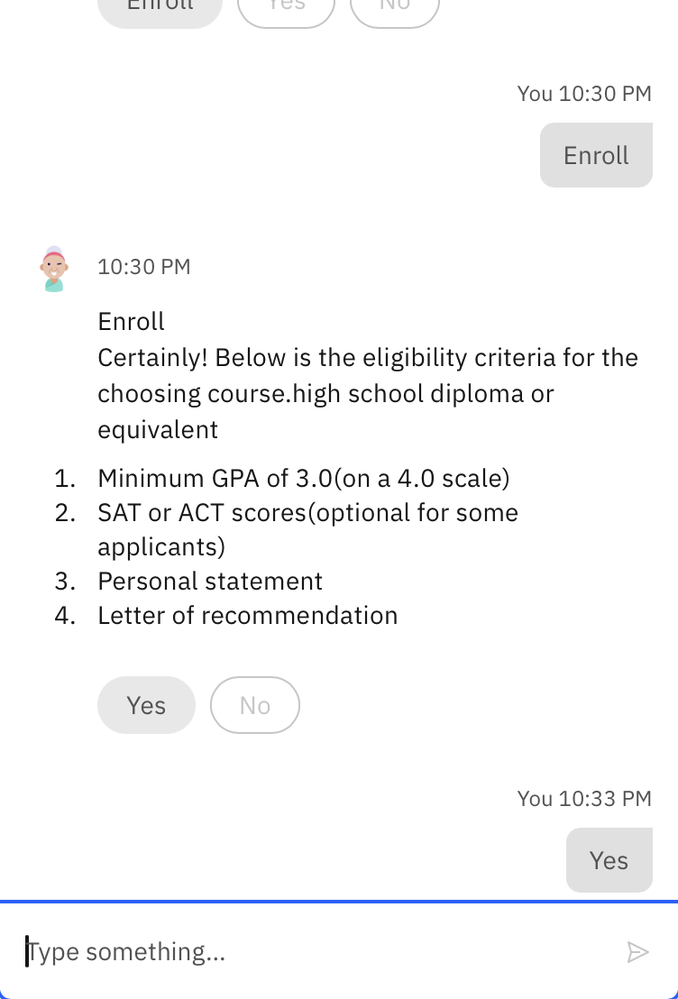 Enroll Yes No
You 10:30 PM
Enroll
10:30 PM
Enroll
Certainly! Below is the eligibility criteria for the
choosing course.high school diploma or
equivalent
1. Minimum GPA of 3.0(on a 4.0 scale)
2. SAT or ACT scores(optional for some
applicants)
3. Personal statement
4. Letter of recommendation
Yes No
You 10:33 PM
Yes
Type something...